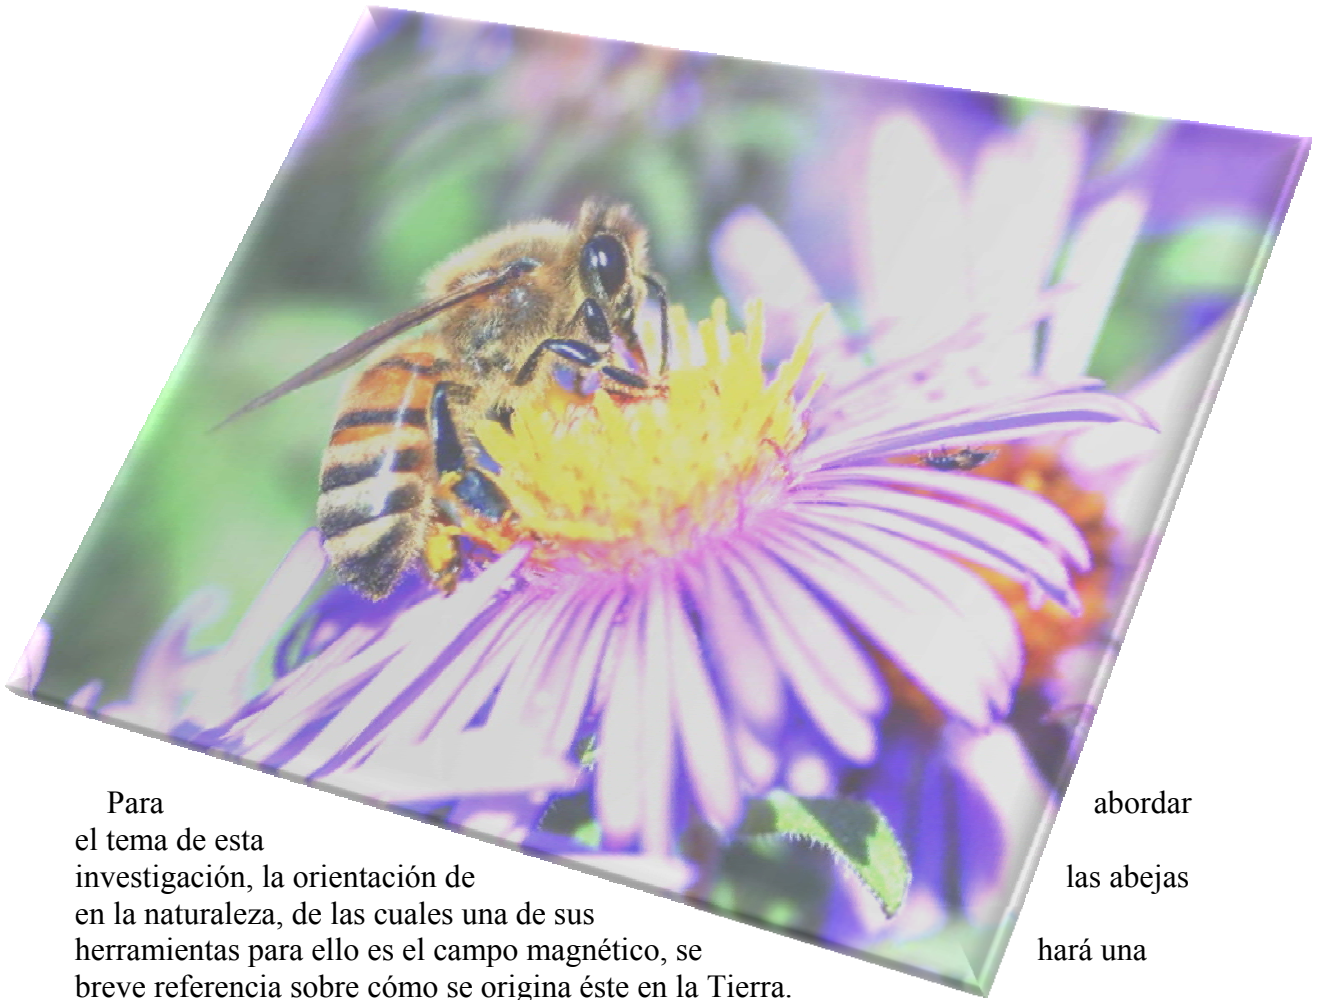 Para abordar
el tema de esta
investigación, la orientación de las abejas
en la naturaleza, de las cuales una de sus
herramientas para ello es el campo magnético, se hará una
breve referencia sobre cómo se origina éste en la Tierra.